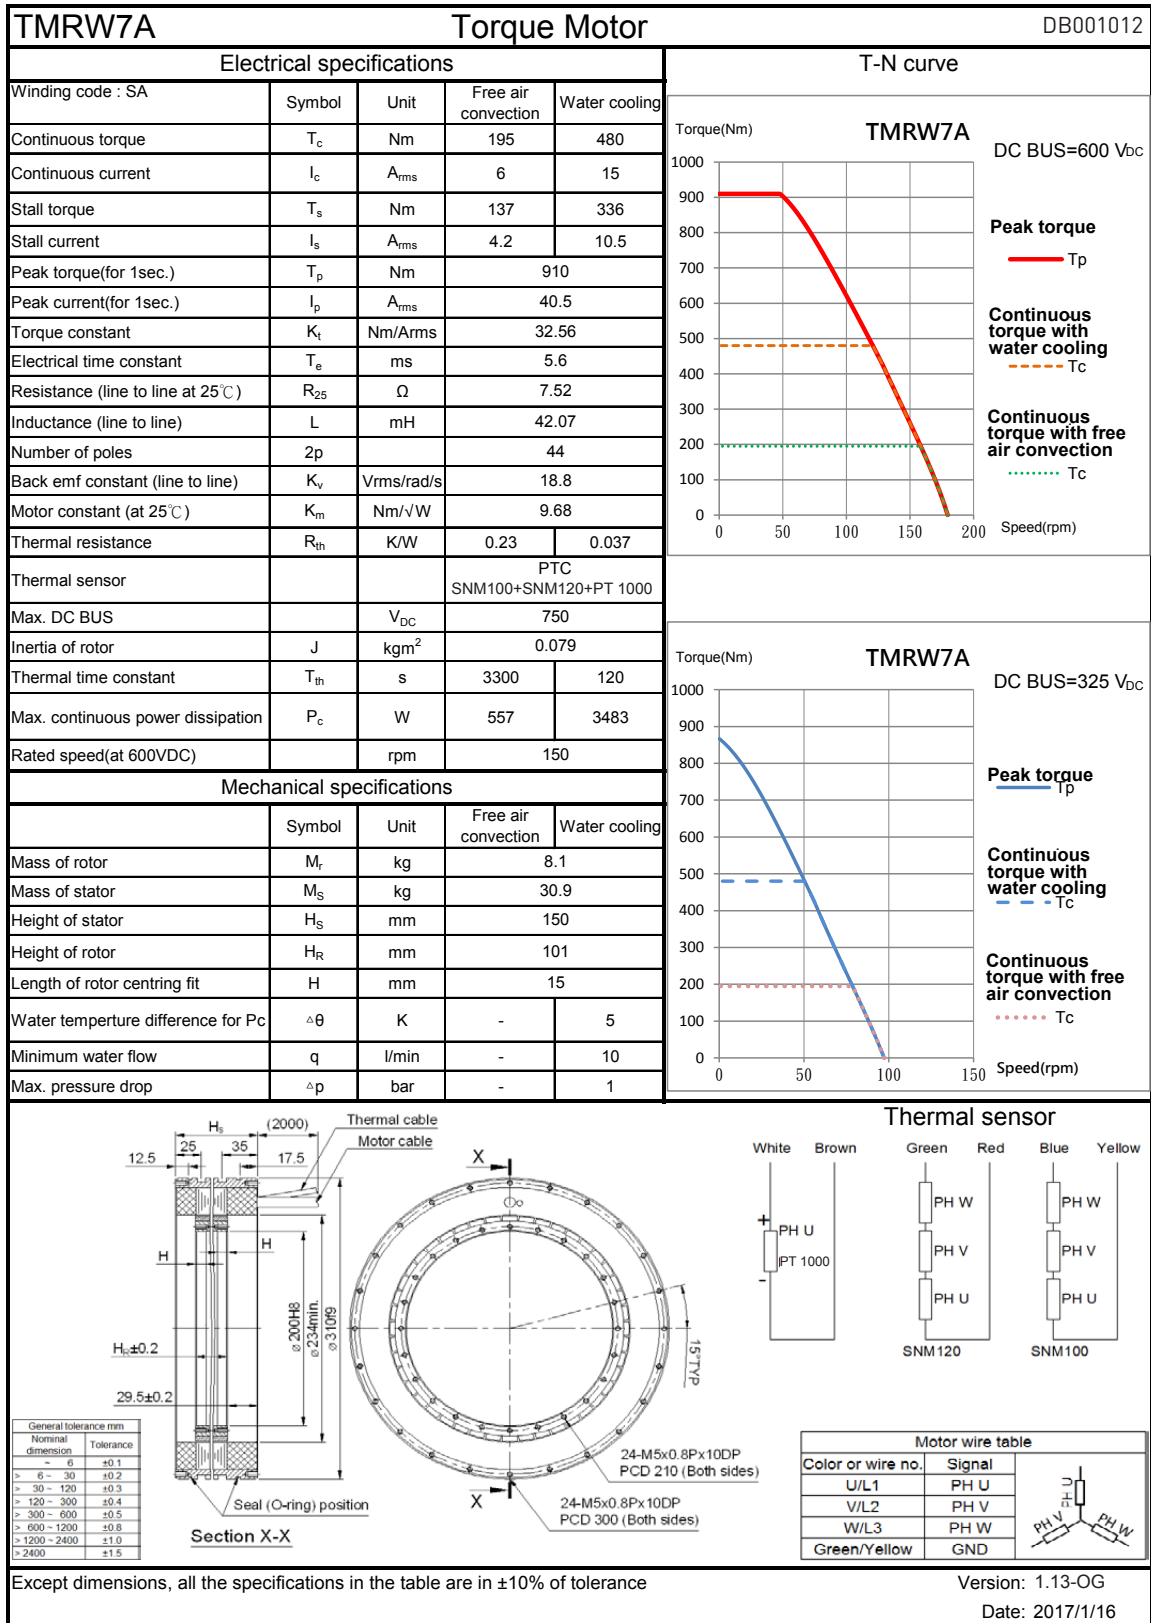 TMRW7A Torque Motor DB001012
Electrical specifications
Winding code : SA Symbol Unit Free air convection Water cooling
Continuous torque Tc Nm 195 480
Continuous current Ic Arms 6 15
Stall torque Ts Nm 137 336
Stall current Is Arms 4.2 10.5
Peak torque(for 1sec.) Tp Nm 910
Peak current(for 1sec.) Ip Arms 40.5
Torque constant Kt Nm/Arms 32.56
Electrical time constant Te ms 5.6
Resistance (line to line at 25℃) R25 Ω 7.52
Inductance (line to line) L mH 42.07
Number of poles 2p 44
Back emf constant (line to line) Kv Vrms/rad/s 18.8
Motor constant (at 25℃) Km Nm/√W 9.68
Thermal resistance Rth K/W 0.23 0.037
Thermal sensor PTC
SNM100+SNM120+PT 1000
Max. DC BUS VDC 750
Inertia of rotor J kgm2 0.079
Thermal time constant Tth s 3300 120
Max. continuous power dissipation Pc W 557 3483
Rated speed(at 600VDC) rpm 150
Mechanical specifications
Symbol Unit Free air convection Water cooling
Mass of rotor Mr kg 8.1
Mass of stator MS kg 30.9
Height of stator HS mm 150
Height of rotor HR mm 101
Length of rotor centring fit H mm 15
Water temperture difference for Pc △θ K - 5
Minimum water flow q l/min - 10
Max. pressure drop △p bar - 1
T-N curve
Torque(Nm) TMRW7A
DC BUS=600 VDC
1000
900
800
700
600
500
400
300
200
100
0
0 50 100 150 200 Speed(rpm)
Peak torque
Tp
Continuous
torque with
water cooling
Tc
Continuous
torque with free
air convection
Tc
Torque(Nm) TMRW7A
DC BUS=325 VDC
1000
900
800
700
600
500
400
300
200
100
0
0 50 100 150 Speed(rpm)
Peak torque
Tp
Continuous
torque with
water cooling
Tc
Continuous
torque with free
air convection
Tc
Hs (2000) Thermal cable
Motor cable
25 35
12.5 17.5
X
H H
⌀200H8
⌀234min.
⌀310f9
15°TYP
HR±0.2
29.5±0.2
24-M5x0.8Px10DP
PCD 210 (Both sides)
24-M5x0.8Px10DP
PCD 300 (Both sides)
X
Seal (O-ring) position
Section X-X
General tolerance mm
Nominal dimension Tolerance
~ 6 ±0.1
> 6 ~ 30 ±0.2
> 30 ~ 120 ±0.3
> 120 ~ 300 ±0.4
> 300 ~ 600 ±0.5
> 600 ~ 1200 ±0.8
> 1200 ~ 2400 ±1.0
> 2400 ±1.5
Thermal sensor
White Brown Green Red Blue Yellow
+ PH U
PT 1000
-
PH W
PH V
PH U
SNM120
PH W
PH V
PH U
SNM100
Motor wire table
Color or wire no. Signal
U/L1 PH U
V/L2 PH V
W/L3 PH W
Green/Yellow GND
PH U
PH V
PH W
Except dimensions, all the specifications in the table are in ±10% of tolerance
Version: 1.13-OG
Date: 2017/1/16